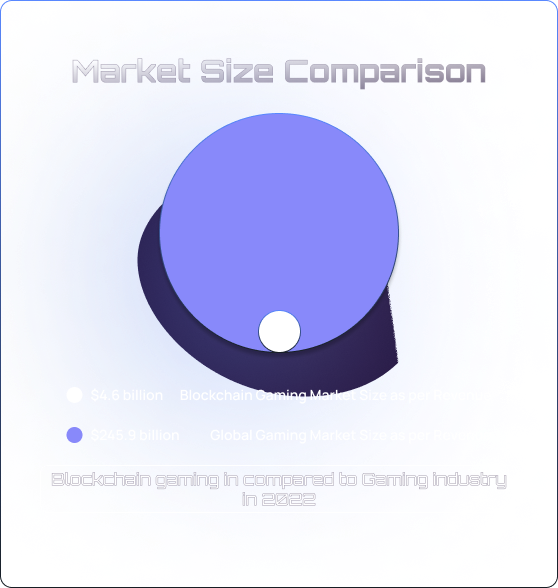 Market Size Comparison
$4.6 billion Blockchain Gaming Market Size as per
$245.9 billion Global Gaming Market Size as per
Blockchain gaming in compared to Gaming industry
in 2022